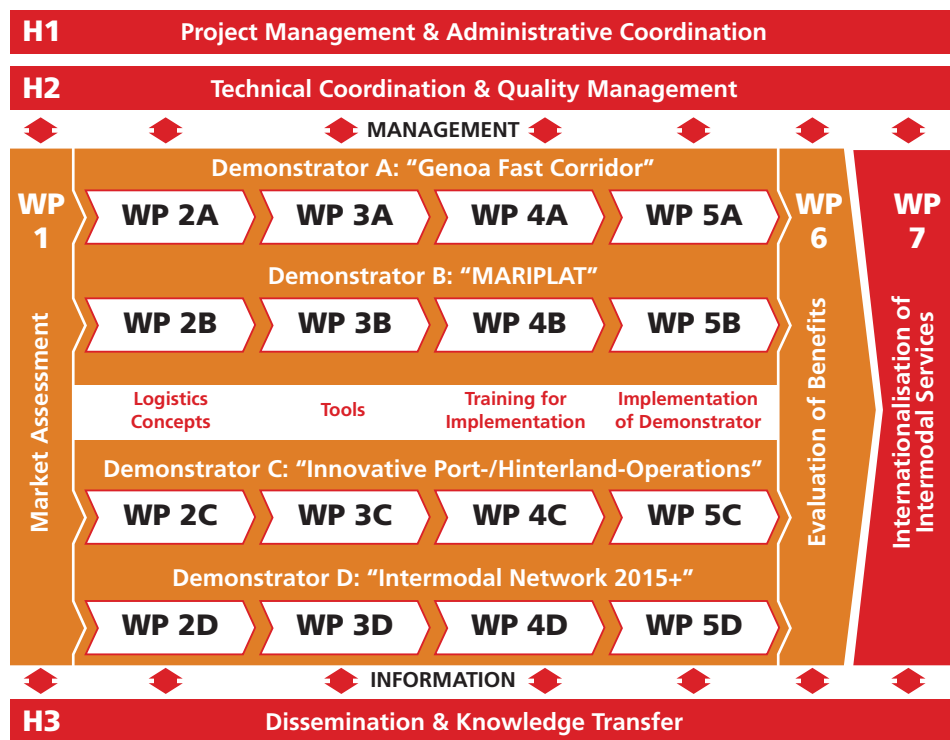 H1 Project Management & Administrative Coordination
H2 Technical Coordination & Quality Management
MANAGEMENT
WP
1
Market Assessment
Demonstrator A: “Genoa Fast Corridor”
WP 2A WP 3A WP 4A WP 5A
Demonstrator B: “MARIPLAT”
WP 2B WP 3B WP 4B WP 5B
Logistics
Concepts
Tools
Training for
Implementation
Implementation
of Demonstrator
Demonstrator C: “Innovative Port-/Hinterland-Operations”
WP 2C WP 3C WP 4C WP 5C
Demonstrator D: “Intermodal Network 2015+”
WP 2D WP 3D WP 4D WP 5D
WP
6
Evaluation of Benefits
WP
7
Internationalisation of
Intermodal Services
INFORMATION
H3 Dissemination & Knowledge Transfer